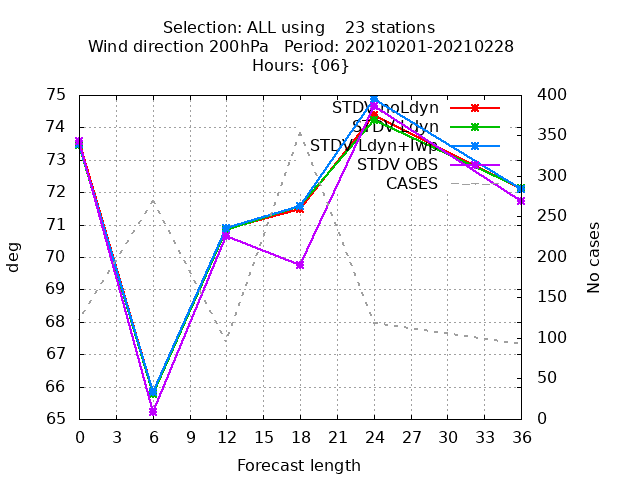 Selection: ALL using    23 stations
Wind direction 200hPa   Period: 20210201-20210228
Hours: {06}
75
74
73
72
71
70
69
68
67
66
65
400
350
300
250
200
150
100
50
0
STDV noLdyn
STDV Ldyn
STDV Ldyn+lwp
STDV OBS
CASES
deg
No cases
0 3 6 9 12 15 18 21 24 27 30 33 36
Forecast length